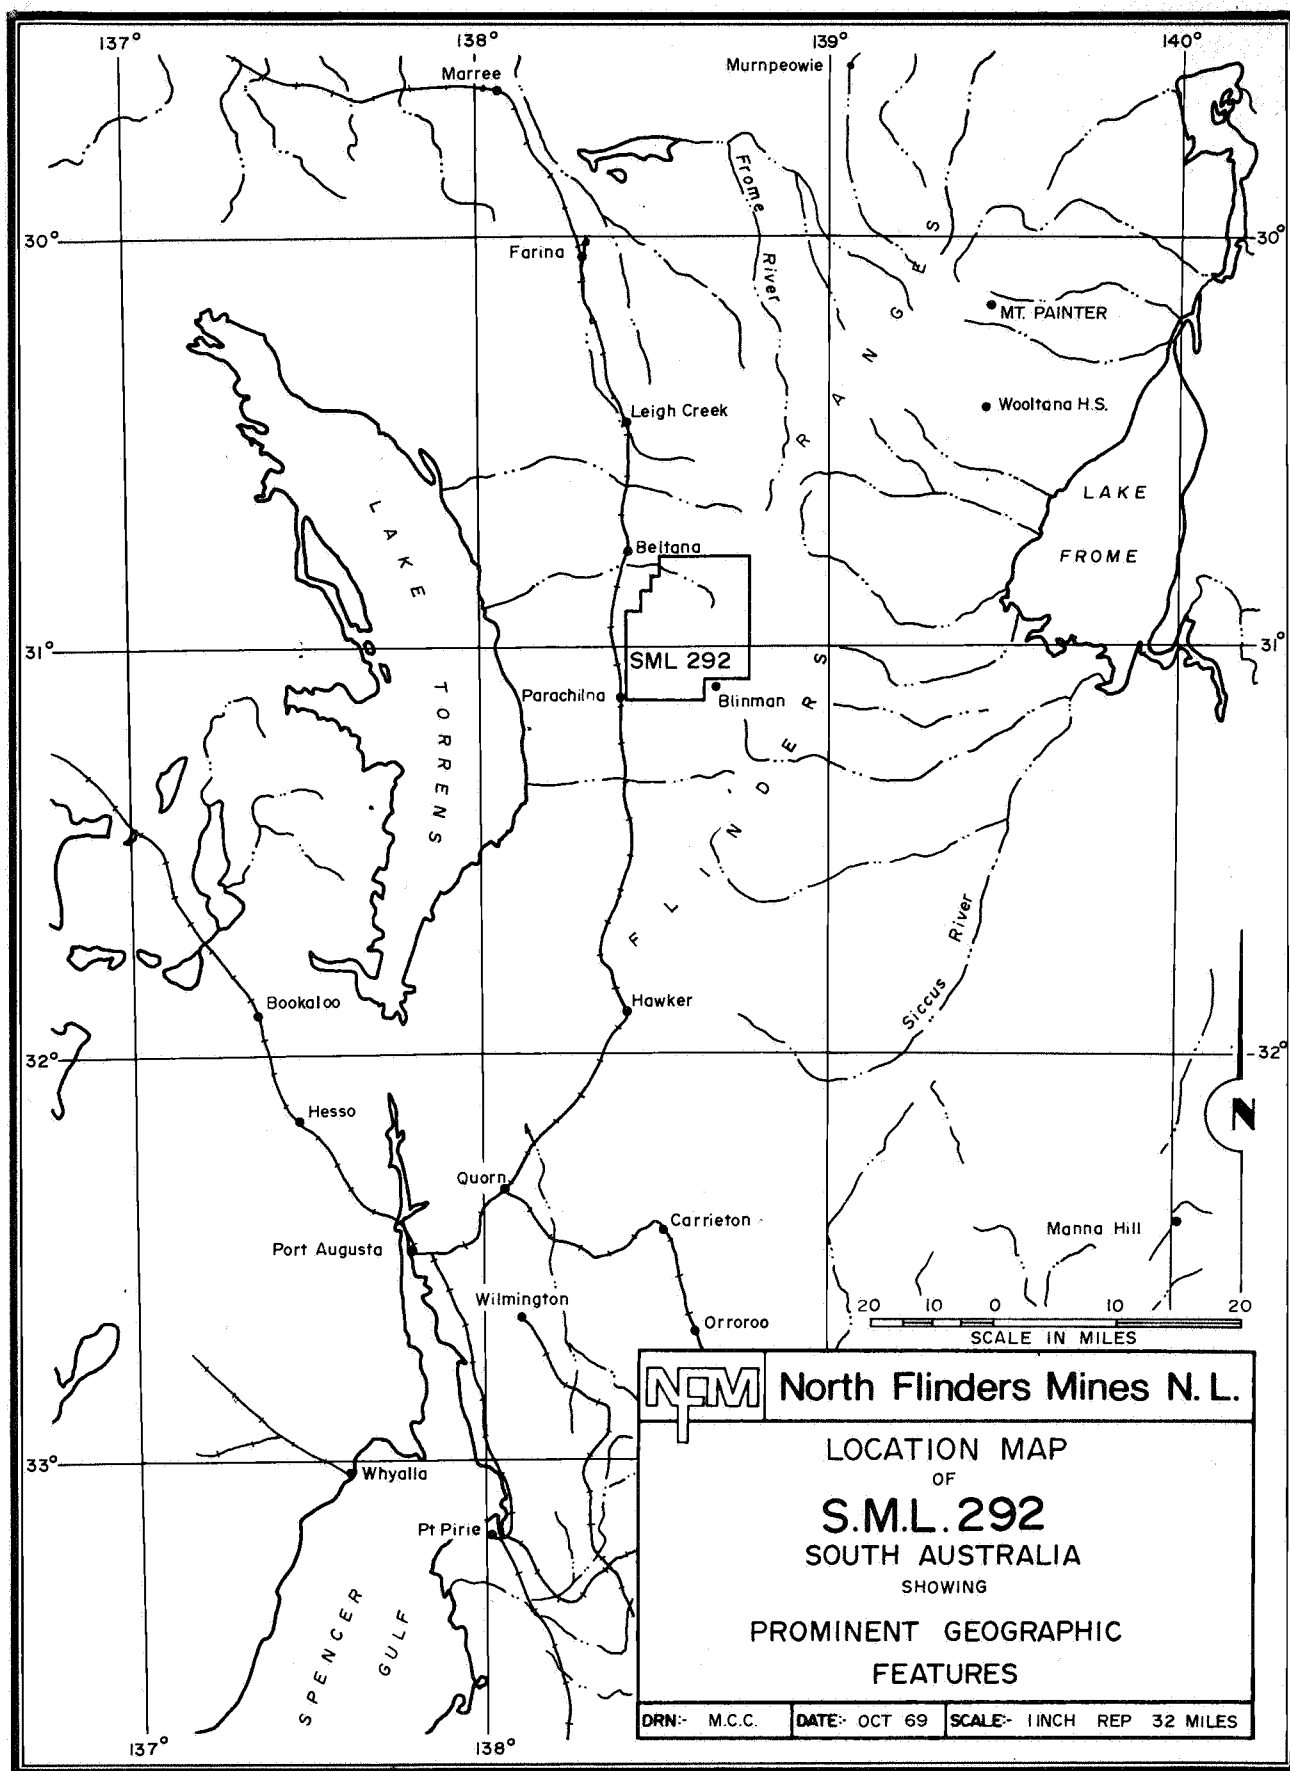 137° 138° 139° 140°
Marree
Murnpeowie
Frome River
30° 30°
Farina
MT. PAINTER
Leigh Creek
Wooltana H.S.
LAKE TORRENS
LAKE FROME
FLINDERS RANGES
Beltana
31° 31°
SML 292
Parachilna
Blinman
Siccus River
Bookaloo
Hawker
32° 32°
Hesso
N
Quorn
Carrieton
Manna Hill
Port Augusta
Wilmington
Orroroo
20 10 0 10 20
SCALE IN MILES
33°
Whyalla
Pt Pirie
SPENCER GULF
137° 138°
NFM North Flinders Mines N. L.
LOCATION MAP
OF
S.M.L. 292
SOUTH AUSTRALIA
SHOWING
PROMINENT GEOGRAPHIC
FEATURES
DRN:- M.C.C. DATE:- OCT 69 SCALE:- 1 INCH REP 32 MILES